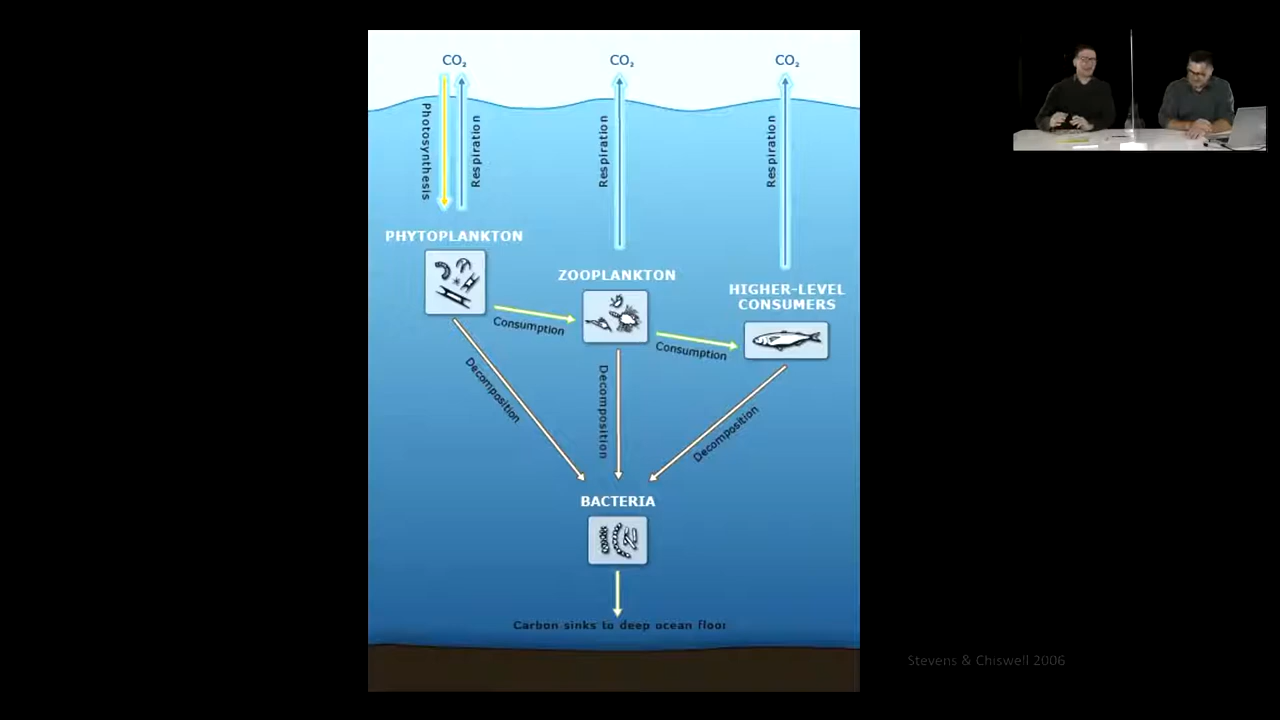 CO₂
CO₂
CO₂
Photosynthesis
Respiration
Respiration
Respiration
PHYTOPLANKTON
ZOOPLANKTON
HIGHER-LEVEL
CONSUMERS
Consumption
Consumption
Decomposition
Decomposition
Decomposition
BACTERIA
Carbon sinks to deep ocean floor
Stevens & Chiswell 2006